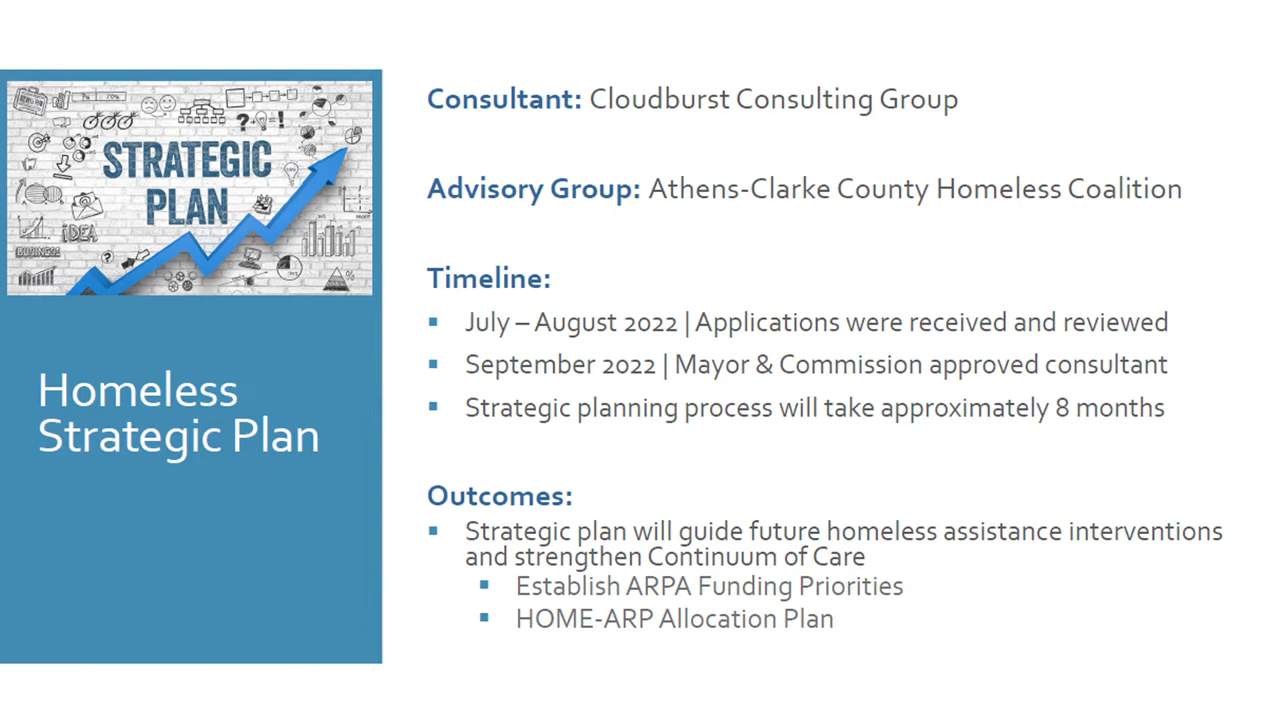 STRATEGIC
PLAN
iDEA
BUSINESS
Homeless
Strategic Plan
Consultant: Cloudburst Consulting Group
Advisory Group: Athens-Clarke County Homeless Coalition
Timeline:
▪ July – August 2022 | Applications were received and reviewed
▪ September 2022 | Mayor & Commission approved consultant
▪ Strategic planning process will take approximately 8 months
Outcomes:
▪ Strategic plan will guide future homeless assistance interventions
and strengthen Continuum of Care
▪ Establish ARPA Funding Priorities
▪ HOME-ARP Allocation Plan